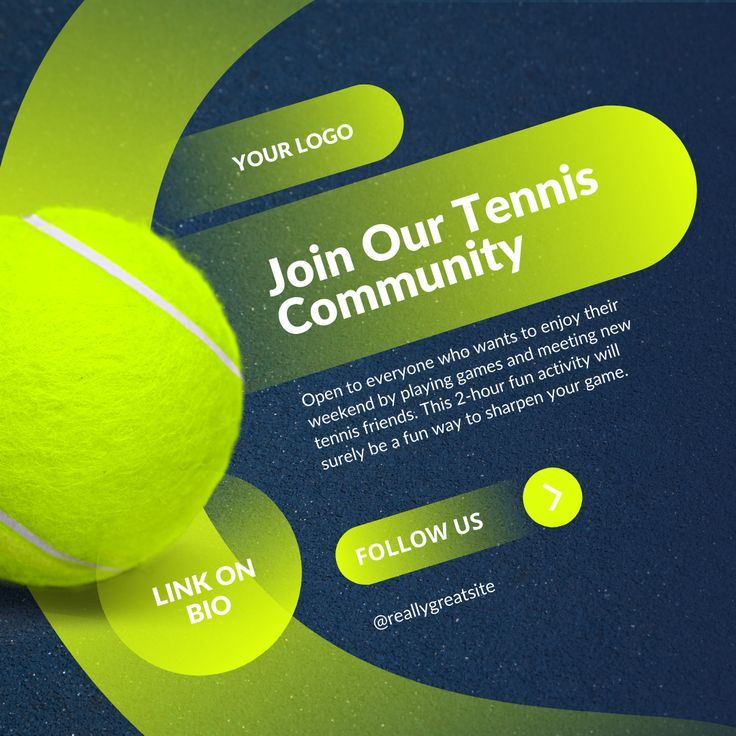 YOUR LOGO
Join Our Tennis
Community
Open to everyone who wants to enjoy their
weekend by playing games and meeting new
tennis friends. This 2-hour fun activity will
surely be a fun way to sharpen your game.
FOLLOW US
LINK ON
BIO
@reallygreatsite